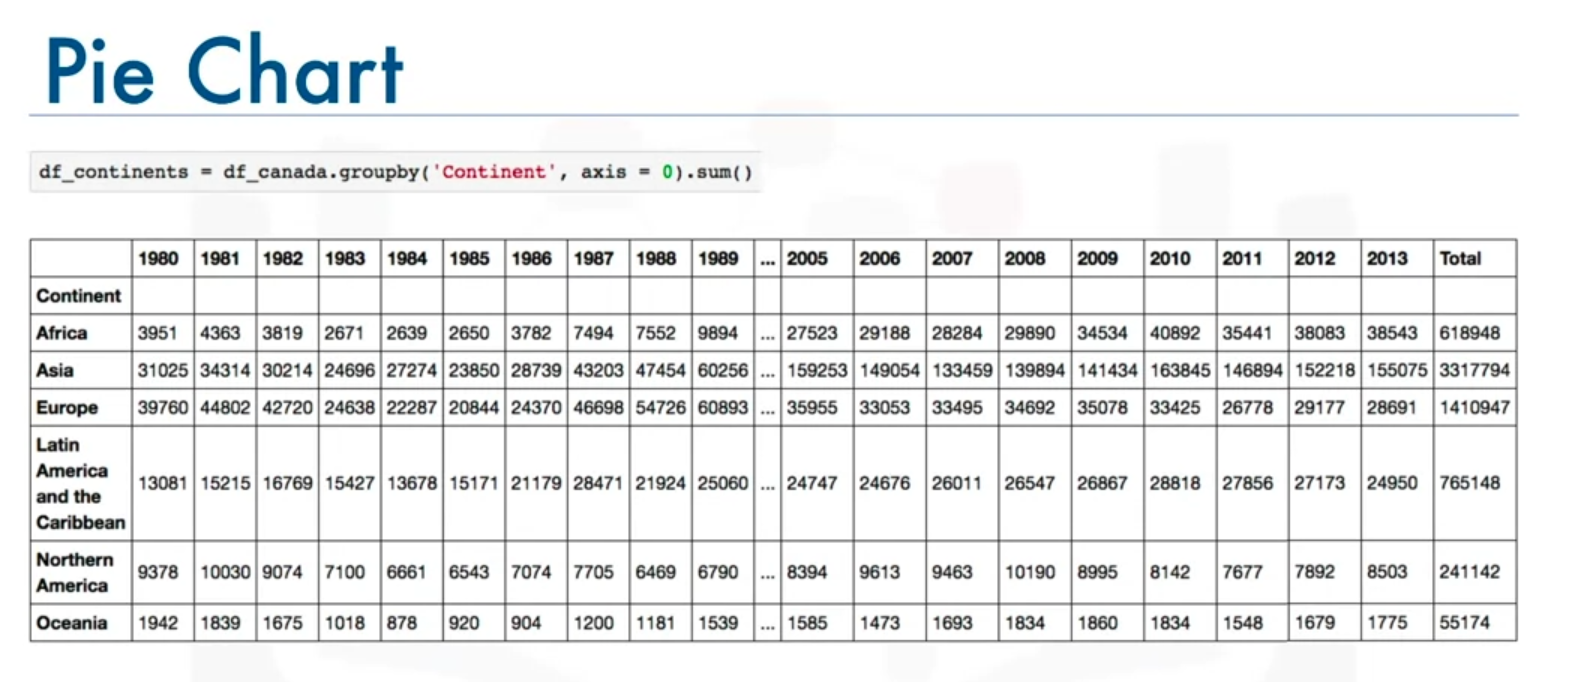 Pie Chart
df_continents = df_canada.groupby('Continent', axis = 0).sum()
1980 1981 1982 1983 1984 1985 1986 1987 1988 1989 ... 2005 2006 2007 2008 2009 2010 2011 2012 2013 Total
Continent
Africa 3951 4363 3819 2671 2639 2650 3782 7494 7552 9894 ... 27523 29188 28284 29890 34534 40892 35441 38083 38543 618948
Asia 31025 34314 30214 24696 27274 23850 28739 43203 47454 60256 ... 159253 149054 133459 139894 141434 163845 146894 152218 155075 3317794
Europe 39760 44802 42720 24638 22287 20844 24370 46698 54726 60893 ... 35955 33053 33495 34692 35078 33425 26778 29177 28691 1410947
Latin
America
and the
Caribbean
13081 15215 16769 15427 13678 15171 21179 28471 21924 25060 ... 24747 24676 26011 26547 26867 28818 27856 27173 24950 765148
Northern
America
9378 10030 9074 7100 6661 6543 7074 7705 6469 6790 ... 8394 9613 9463 10190 8995 8142 7677 7892 8503 241142
Oceania 1942 1839 1675 1018 878 920 904 1200 1181 1539 ... 1585 1473 1693 1834 1860 1834 1548 1679 1775 55174